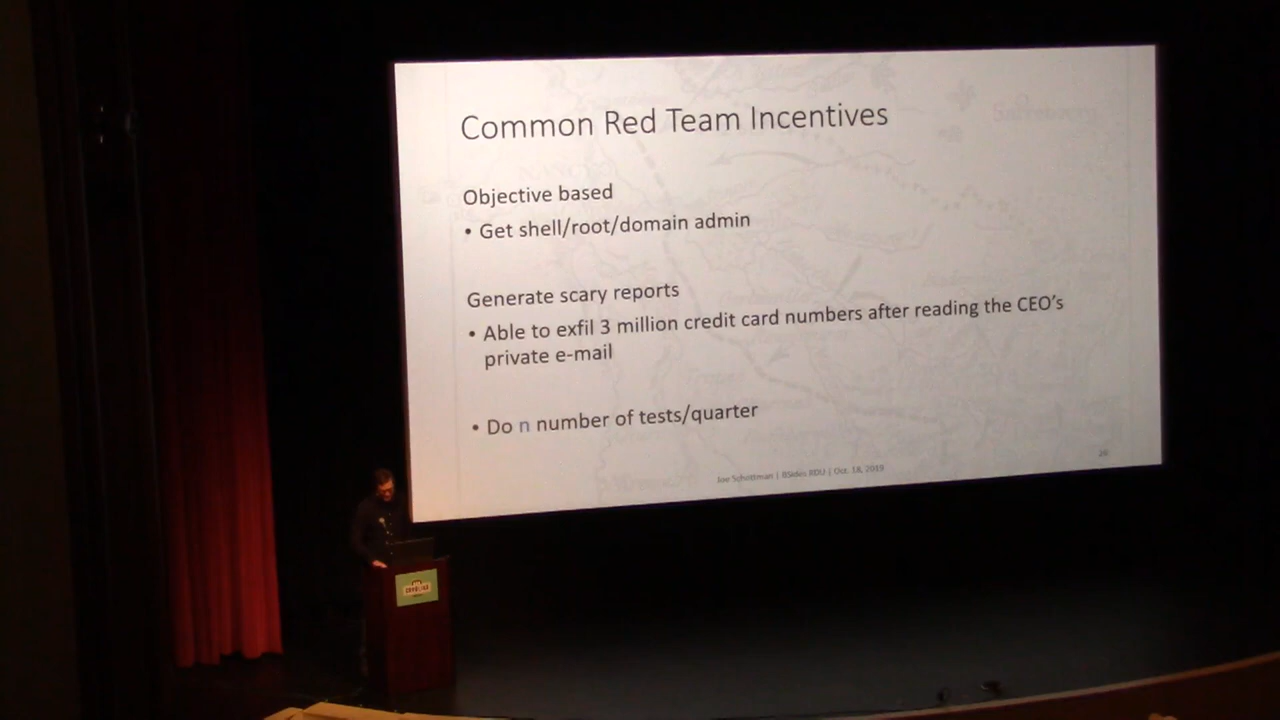 Common Red Team Incentives
Objective based
• Get shell/root/domain admin
Generate scary reports
• Able to exfil 3 million credit card numbers after reading the CEO's
private e-mail
• Do n number of tests/quarter
Joe Schottman | BSides RDU | Oct. 18, 2019
20